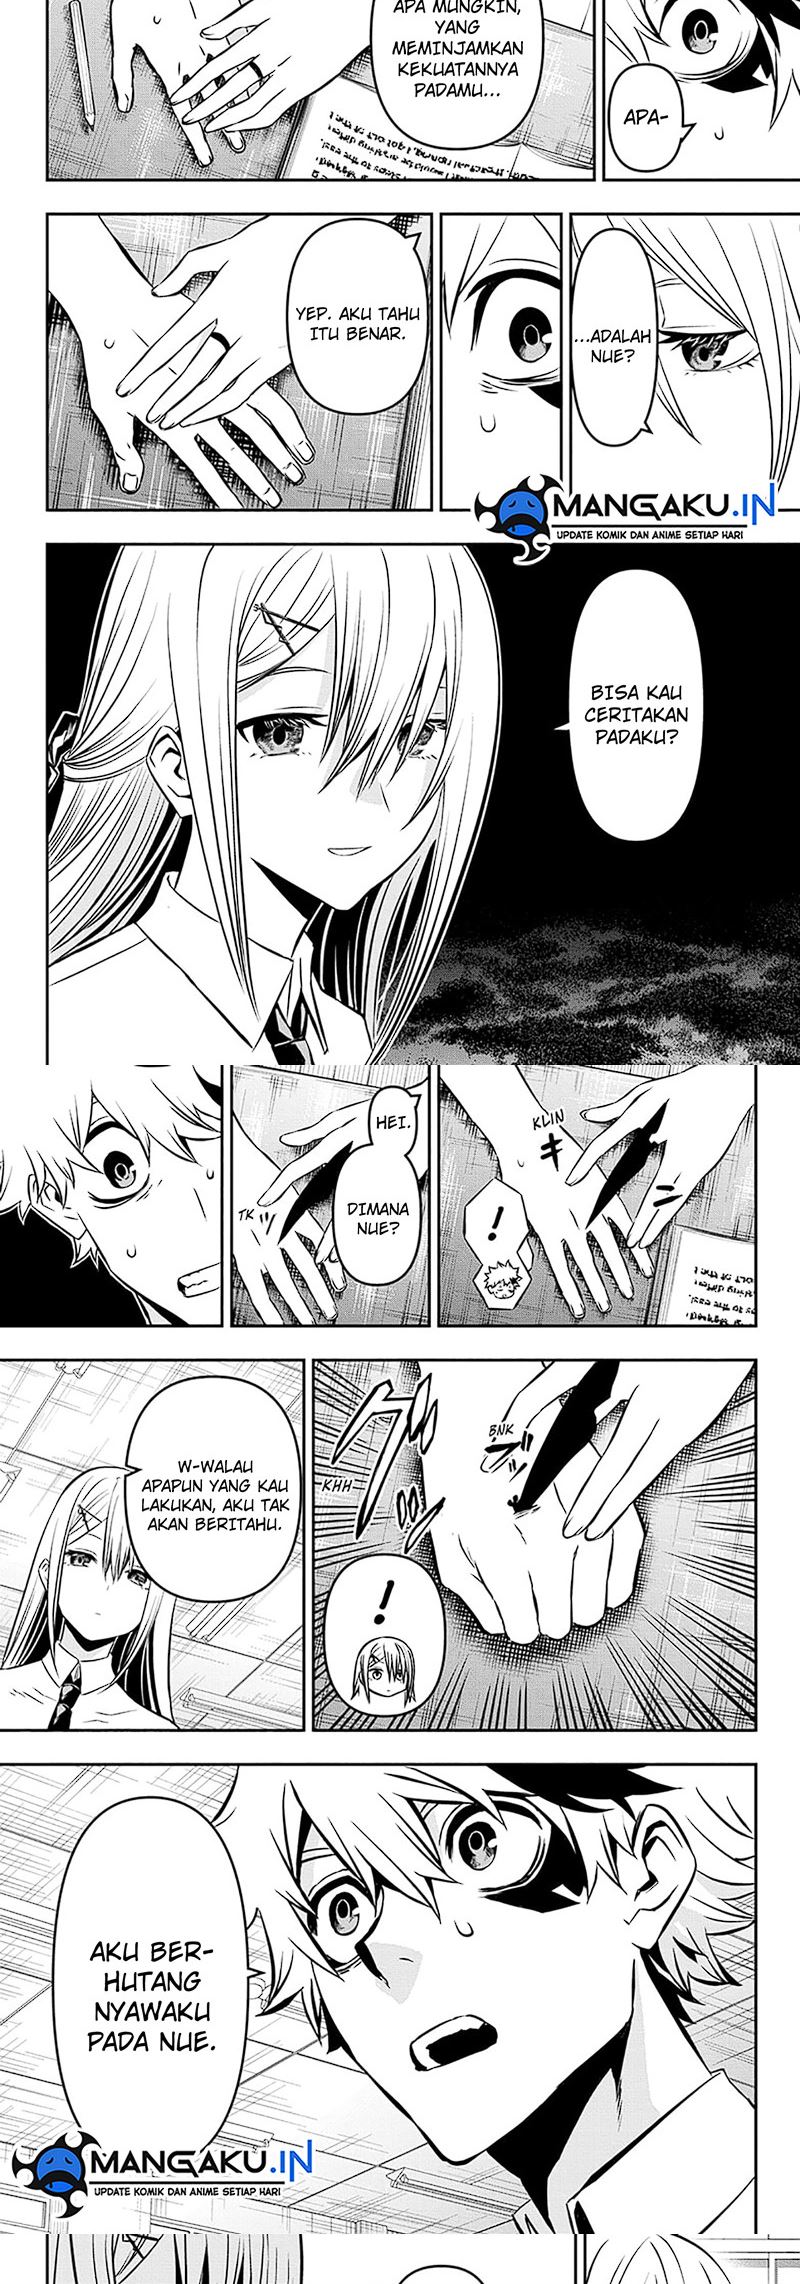 APA MUNGKIN,
YANG
MEMINJAMKAN
KEKUATANNYA
PADAMU...
APA-
YEP. AKU TAHU
ITU BENAR.
...ADALAH
NUE?
MANGAKU.IN
UPDATE KOMIK DAN ANIME SETIAP HARI
BISA KAU
CERITAKAN
PADAKU?
HEI.
DIMANA
NUE?
TK
KLIN
!
W-WALAU
APAPUN YANG KAU
LAKUKAN, AKU TAK
AKAN BERITAHU.
BNK
KHH
!
AKU BER-
HUTANG
NYAWAKU
PADA NUE.
MANGAKU.IN
UPDATE KOMIK DAN ANIME SETIAP HARI